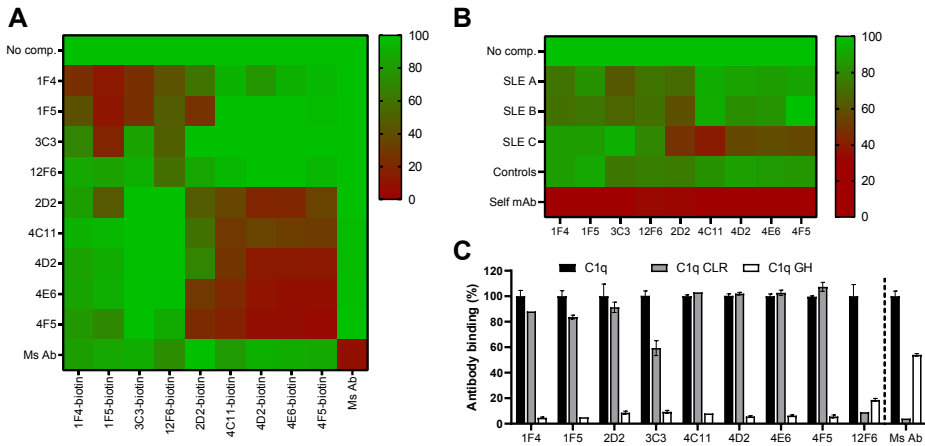 A
No comp.
1F4
1F5
3C3
12F6
2D2
4C11
4D2
4E6
4F5
Ms Ab
1F4-biotin
1F5-biotin
3C3-biotin
12F6-biotin
2D2-biotin
4C11-biotin
4D2-biotin
4E6-biotin
4F5-biotin
Ms Ab
100
80
60
40
20
0
B
No comp.
SLE A
SLE B
SLE C
Controls
Self mAb
1F4 1F5 3C3 12F6 2D2 4C11 4D2 4E6 4F5
100
80
60
40
20
0
C
C1q C1q CLR C1q GH
Antibody binding (%)
120
100
80
60
40
20
0
1F4 1F5 2D2 3C3 4C11 4D2 4E6 4F5 12F6 Ms Ab